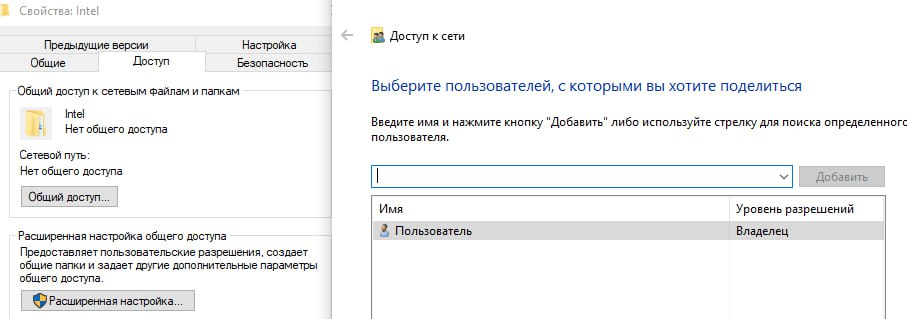 Свойства: Intel
Предыдущие версии
Настройка
Общие
Доступ
Безопасность
Общий доступ к сетевым файлам и папкам
Intel
Нет общего доступа
Сетевой путь:
Нет общего доступа
Общий доступ...
Расширенная настройка общего доступа
Предоставляет пользовательские разрешения, создает
общие папки и задает другие дополнительные параметры
общего доступа.
Расширенная настройка...
Доступ к сети
Выберите пользователей, с которыми вы хотите поделиться
Введите имя и нажмите кнопку "Добавить" либо используйте стрелку для поиска определенного
пользователя.
Добавить
Имя
Уровень разрешений
Пользователь
Владелец